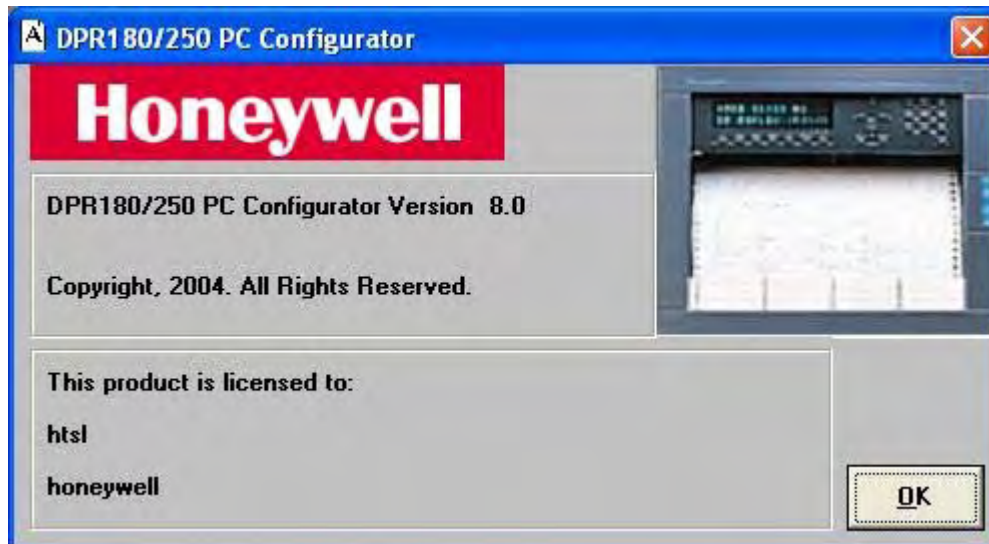 DPR180/250 PC Configurator
Honeywell
DPR180/250 PC Configurator Version 8.0
Copyright, 2004. All Rights Reserved.
This product is licensed to:
htsl
honeywell
OK